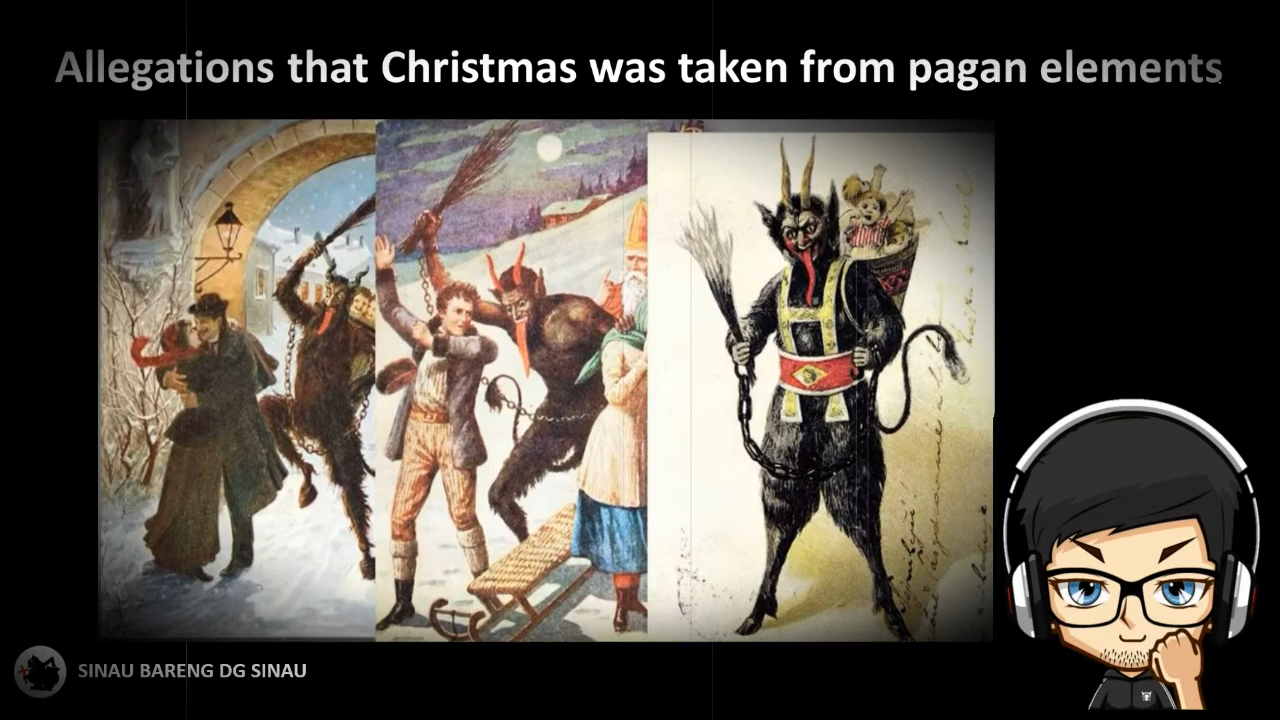 Allegations that Christmas was taken from pagan elements
SINAU BARENG DG SINAU